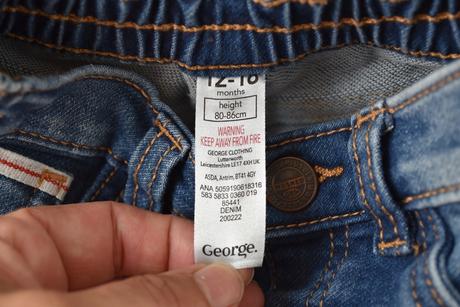 12-18
months
height
80-86cm
WARNING
KEEP AWAY FROM FIRE
GEORGE CLOTHING
Lutterworth
Leicestershire LE17 4XH UK
ASDA, Antrim, BT41 4GY
ANA 5059190618316
583 5833 0360 019
85441
DENIM
200222
George.